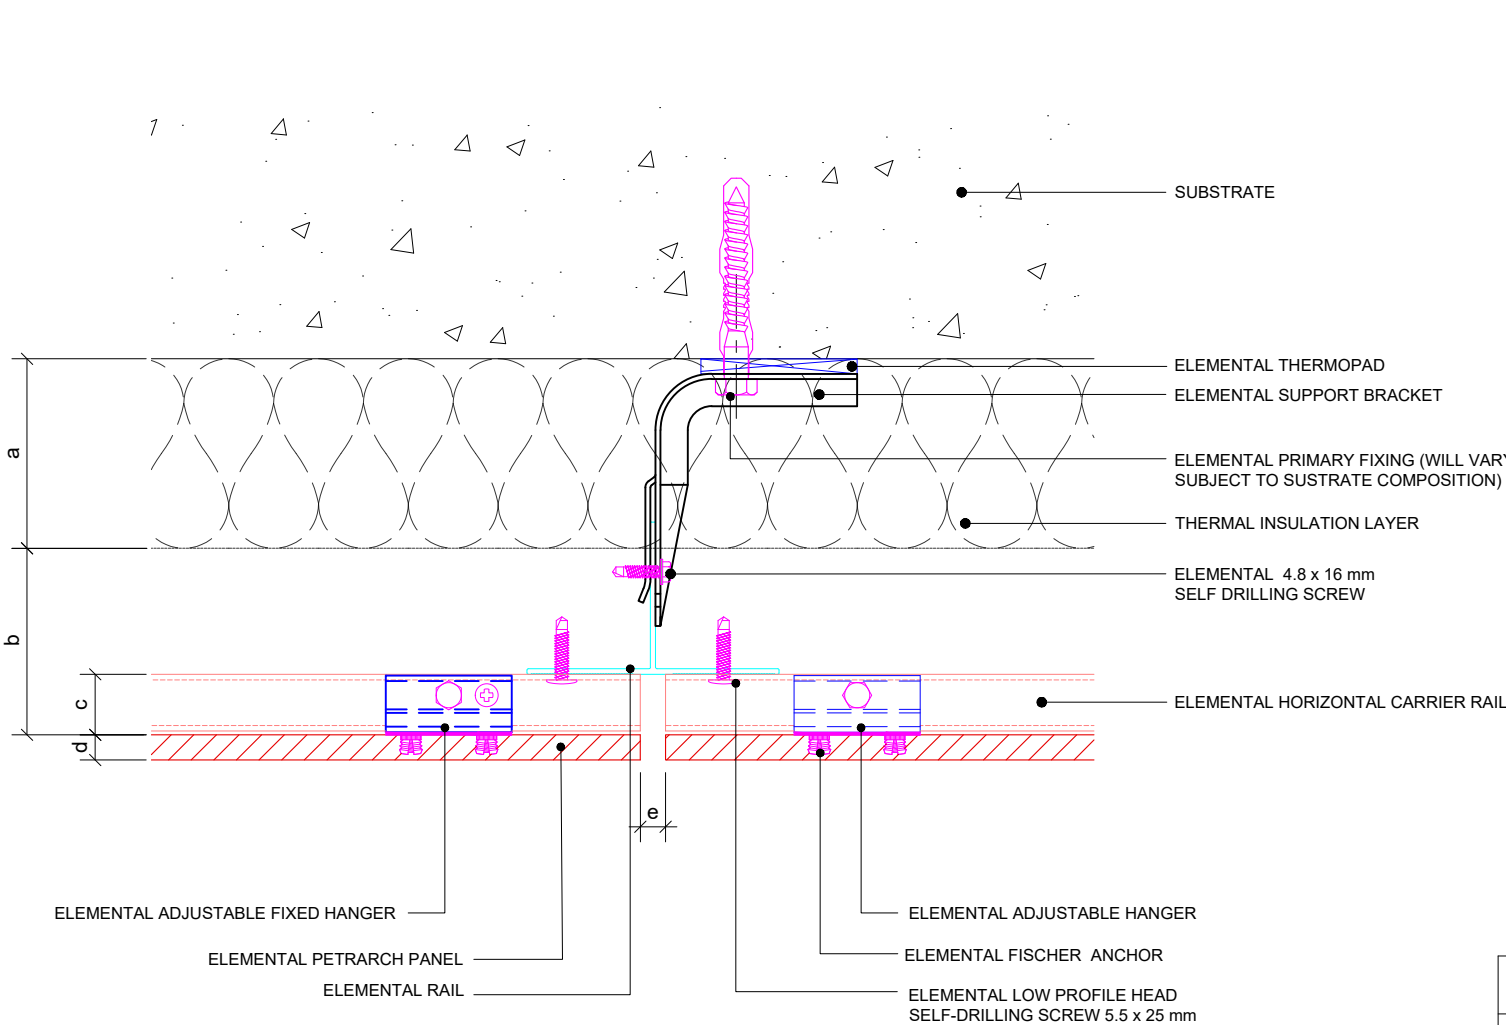 SUBSTRATE
ELEMENTAL THERMOPAD
ELEMENTAL SUPPORT BRACKET
ELEMENTAL PRIMARY FIXING (WILL VARY
SUBJECT TO SUSTRATE COMPOSITION)
THERMAL INSULATION LAYER
ELEMENTAL 4.8 x 16 mm
SELF DRILLING SCREW
ELEMENTAL HORIZONTAL CARRIER RAIL
a
b
c
d
e
ELEMENTAL ADJUSTABLE FIXED HANGER
ELEMENTAL PETRARCH PANEL
ELEMENTAL RAIL
ELEMENTAL ADJUSTABLE HANGER
ELEMENTAL FISCHER ANCHOR
ELEMENTAL LOW PROFILE HEAD
SELF-DRILLING SCREW 5.5 x 25 mm